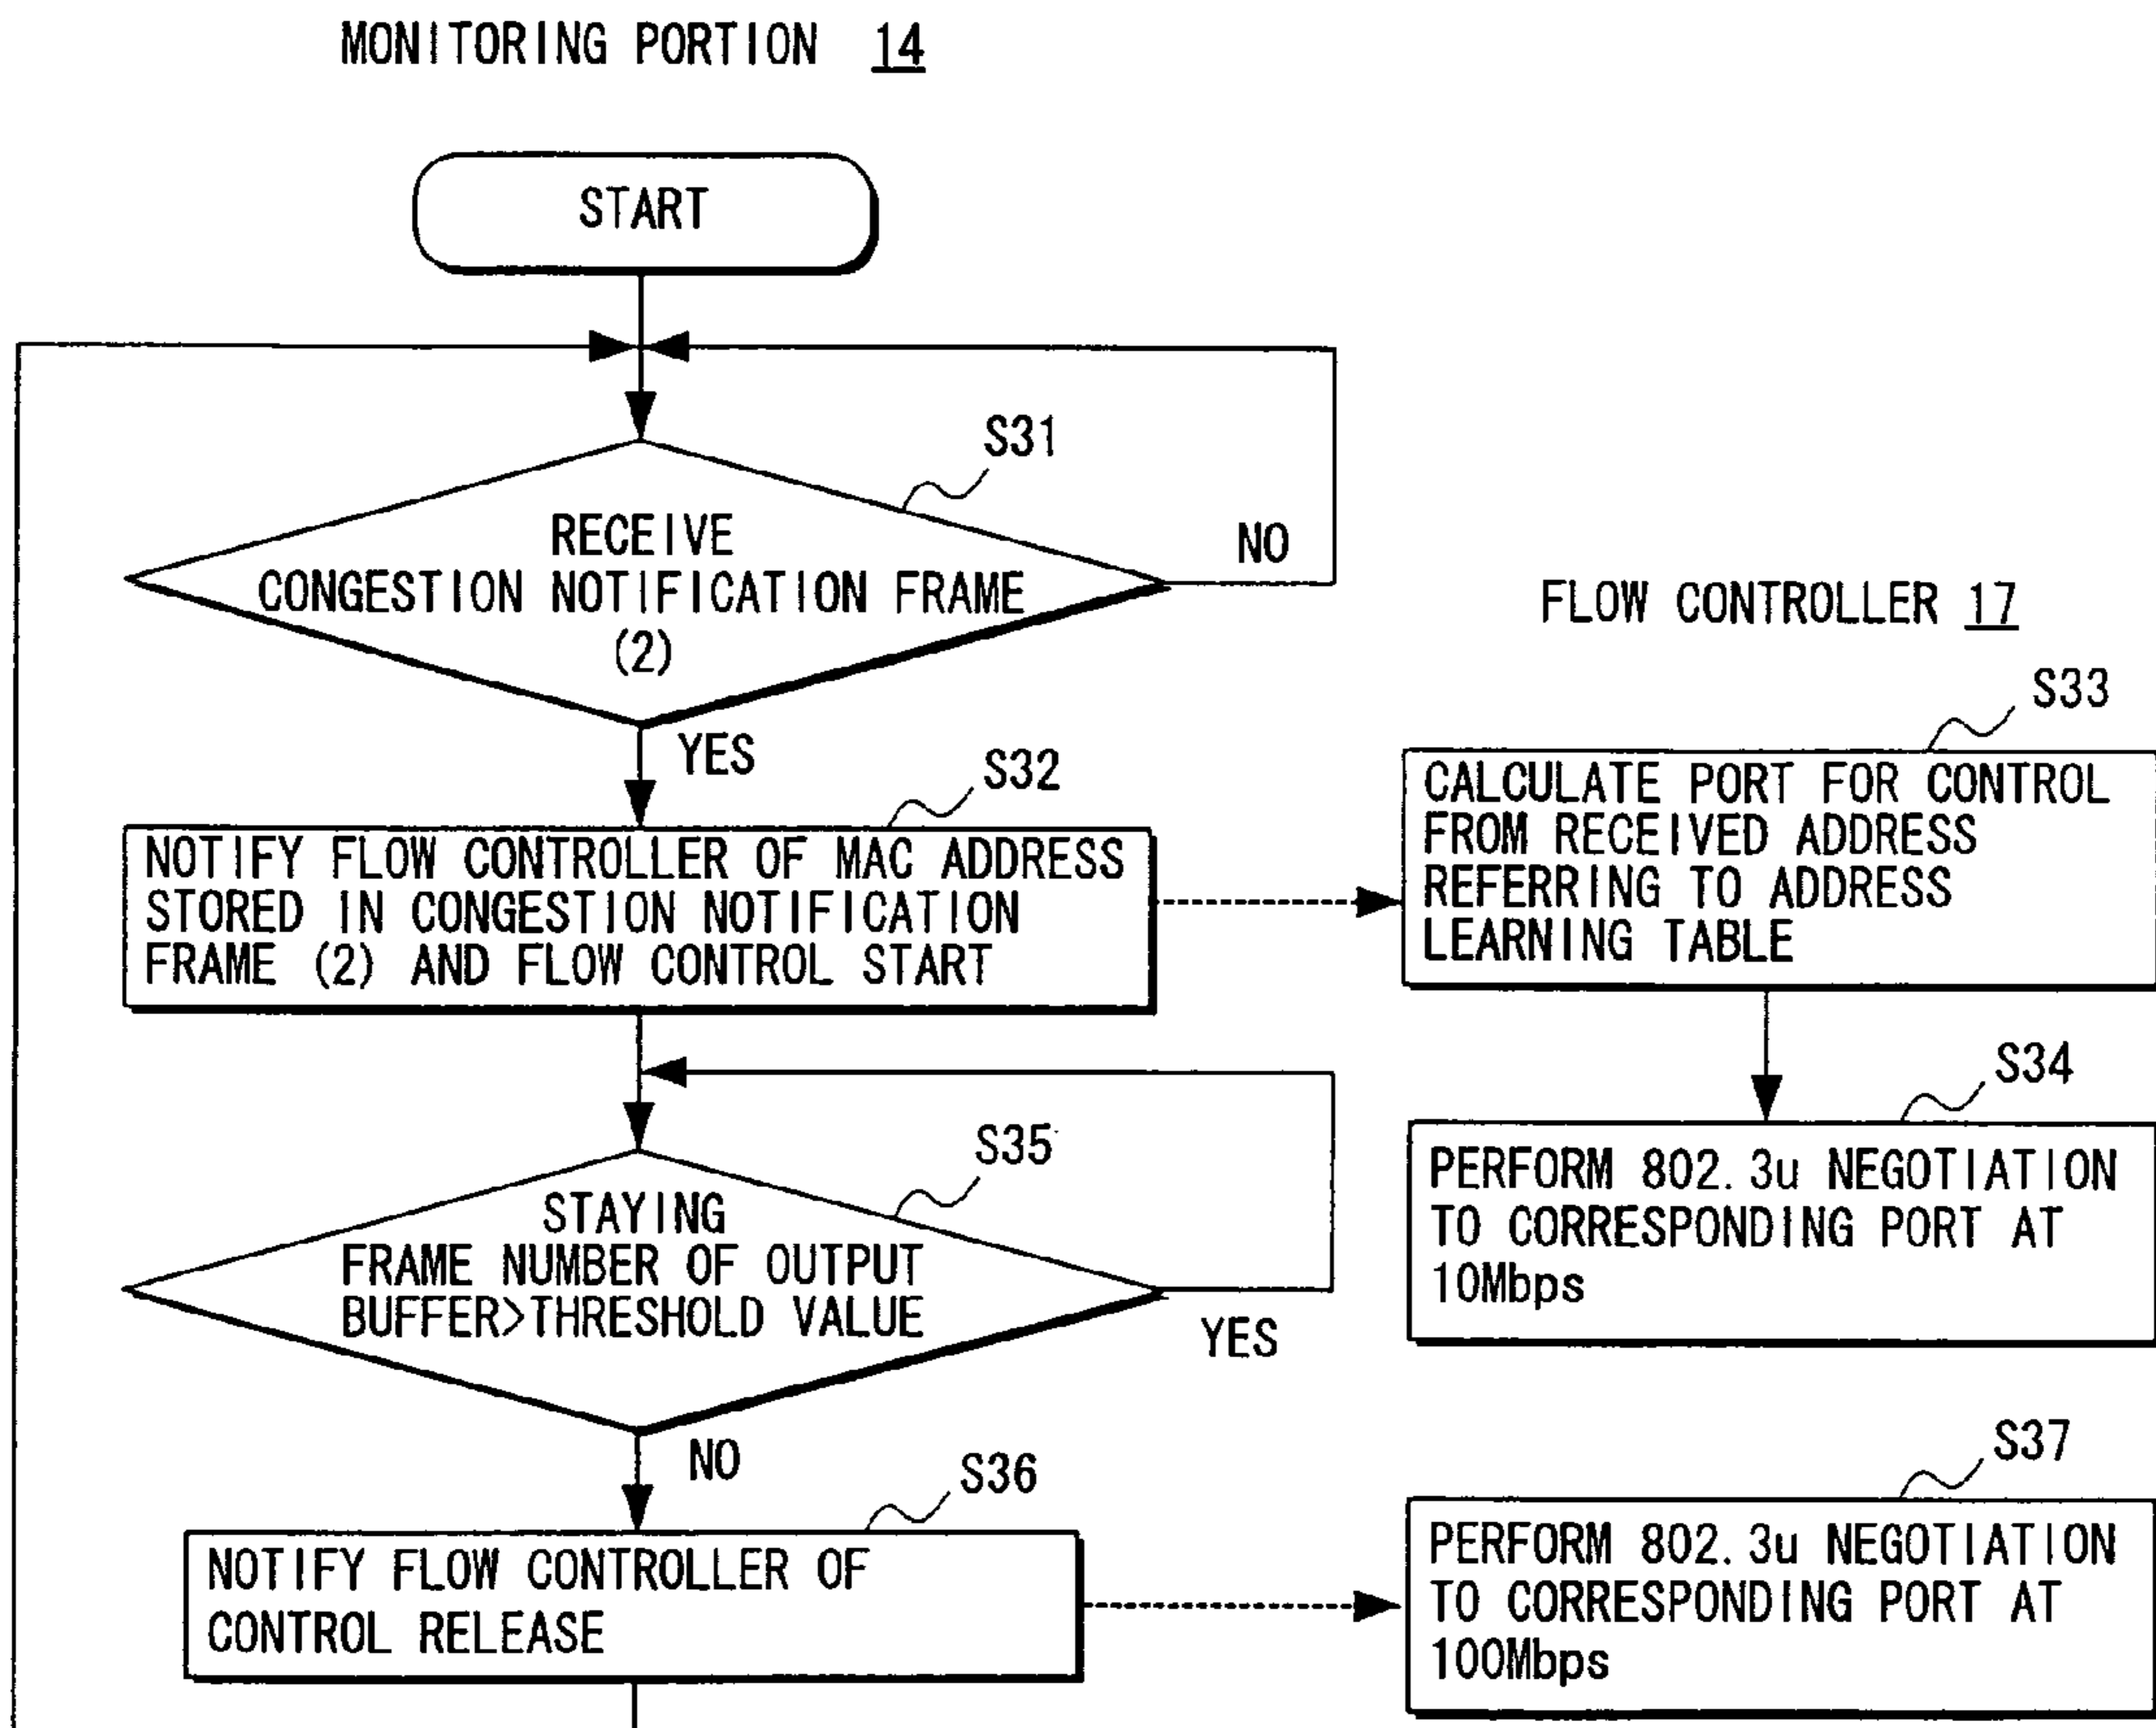 MONITORING PORTION 14
START
S31
RECEIVE
CONGESTION NOTIFICATION FRAME
(2)
NO
YES
S32
NOTIFY FLOW CONTROLLER OF MAC ADDRESS
STORED IN CONGESTION NOTIFICATION
FRAME (2) AND FLOW CONTROL START
FLOW CONTROLLER 17
S33
CALCULATE PORT FOR CONTROL
FROM RECEIVED ADDRESS
REFERRING TO ADDRESS
LEARNING TABLE
S34
PERFORM 802.3u NEGOTIATION
TO CORRESPONDING PORT AT
10Mbps
S35
STAYING
FRAME NUMBER OF OUTPUT
BUFFER>THRESHOLD VALUE
YES
NO
S36
NOTIFY FLOW CONTROLLER OF
CONTROL RELEASE
S37
PERFORM 802.3u NEGOTIATION
TO CORRESPONDING PORT AT
100Mbps